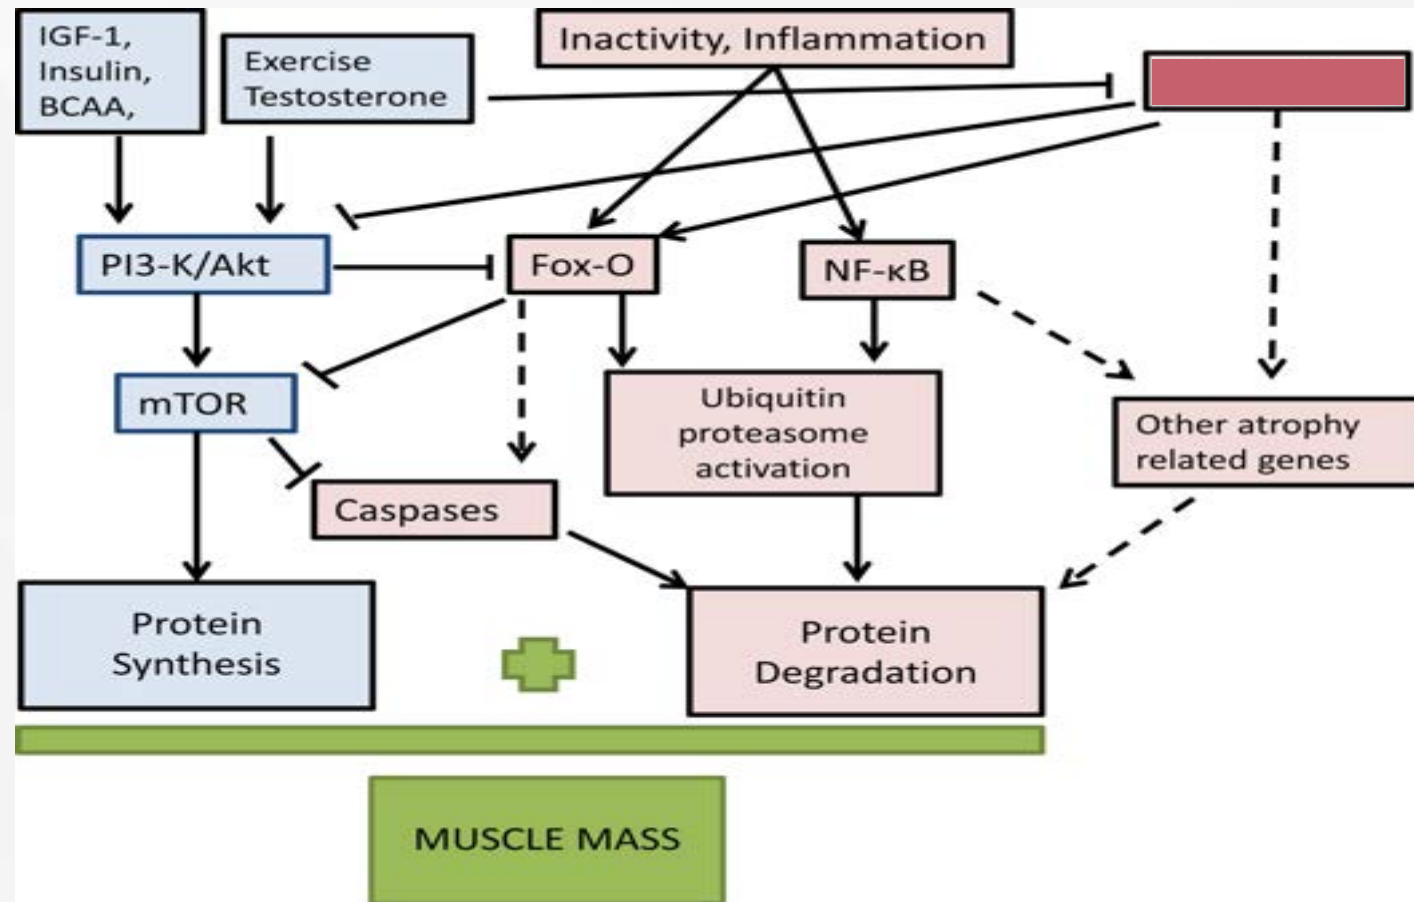 IGF-1,
Insulin,
BCAA,
Exercise
Testosterone
Inactivity, Inflammation
PI3-K/Akt
Fox-O
NF-κB
mTOR
Ubiquitin
proteasome
activation
Other atrophy
related genes
Caspases
Protein
Synthesis
Protein
Degradation
MUSCLE MASS